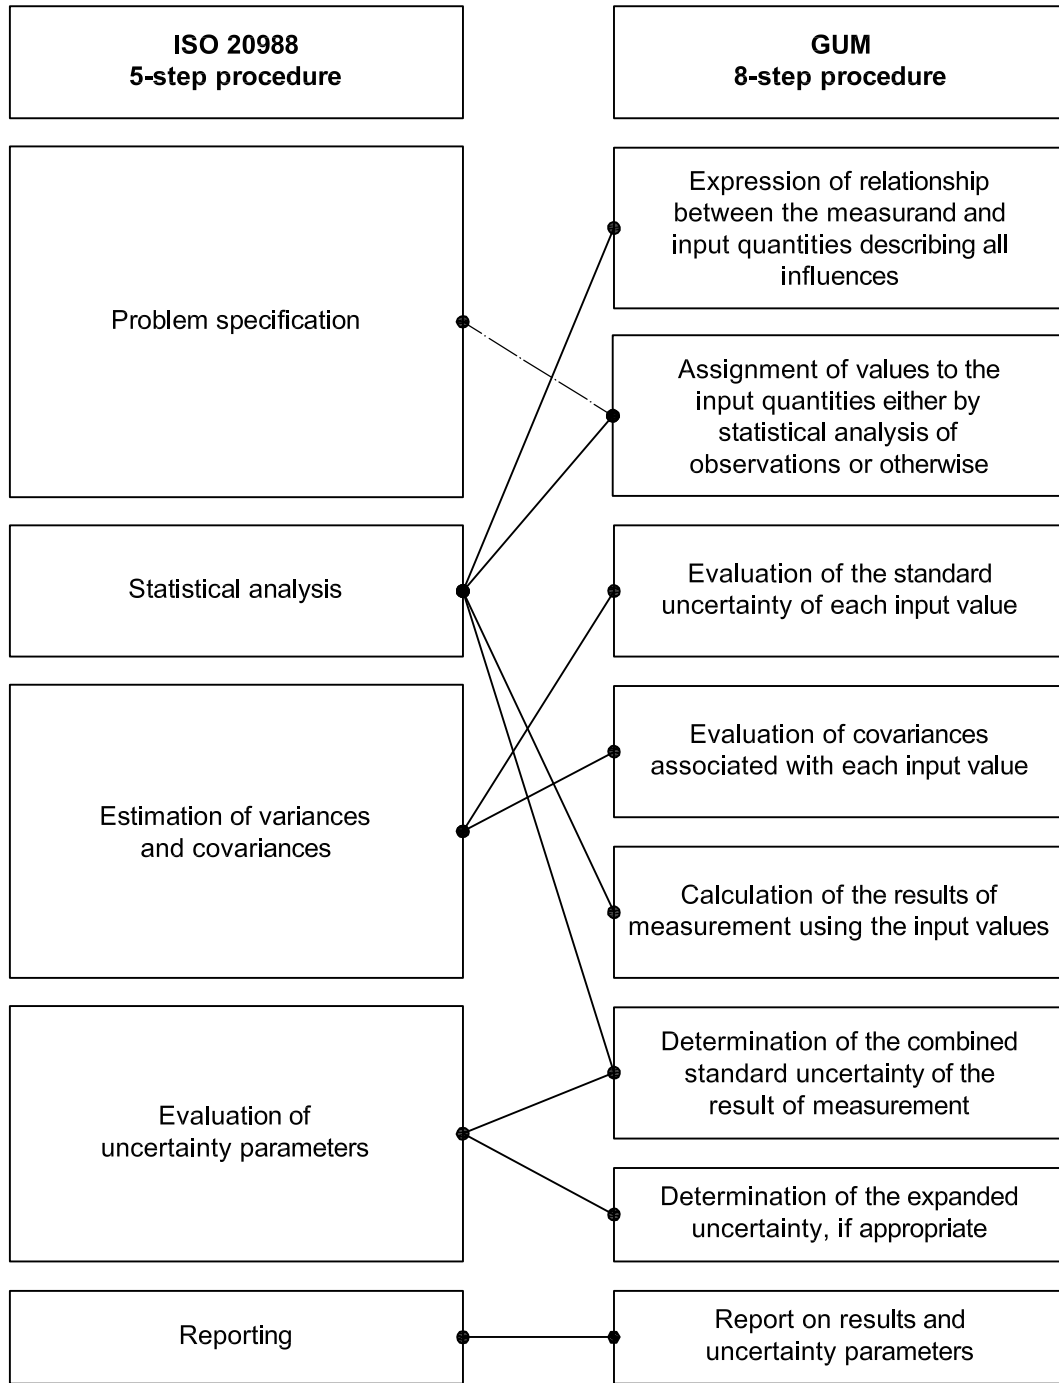 ISO 20988
5-step procedure
GUM
8-step procedure
Problem specification
Statistical analysis
Estimation of variances
and covariances
Evaluation of
uncertainty parameters
Reporting
Expression of relationship
between the measurand and
input quantities describing all
influences
Assignment of values to the
input quantities either by
statistical analysis of
observations or otherwise
Evaluation of the standard
uncertainty of each input value
Evaluation of covariances
associated with each input value
Calculation of the results of
measurement using the input values
Determination of the combined
standard uncertainty of the
result of measurement
Determination of the expanded
uncertainty, if appropriate
Report on results and
uncertainty parameters